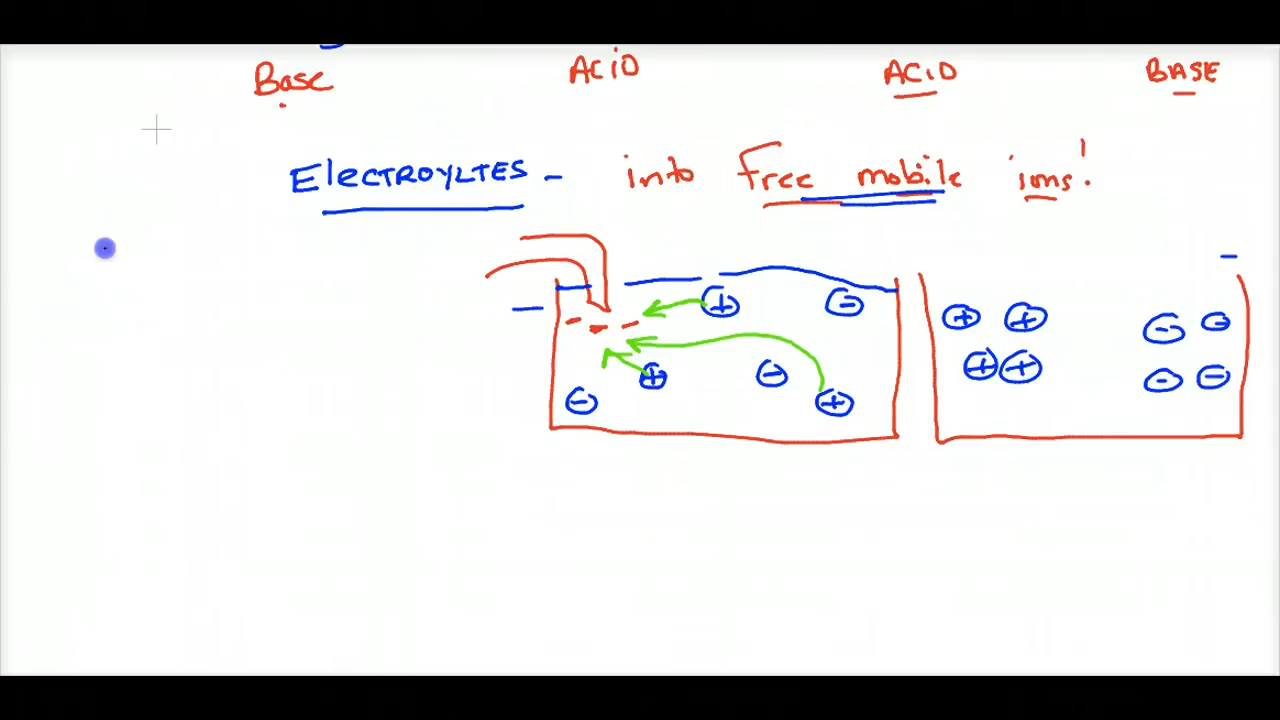 Base ACID ACID BASE
ELECTROYLTES - into free mobile ions!